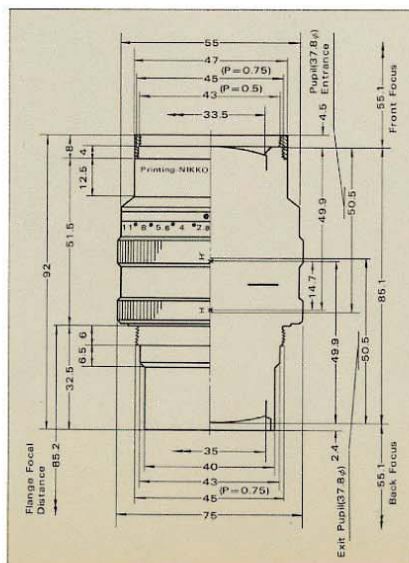 55
47
45 (P=0.75)
43 (P=0.5)
33.5
Pupil(37.8φ)
Entrance
4.5
55.1
Front Focus
8
4
12.5
Printing-NIKKO
51.5
92
11 8 5.6 4 2.8
H'
H
49.9
50.5
14.7
85.1
49.9
50.5
6
6.5
32.5
85.2
Flange Focal
Distance
35
40
43
45 (P=0.75)
75
2.4
Exit Pupil(37.8φ)
55.1
Back Focus